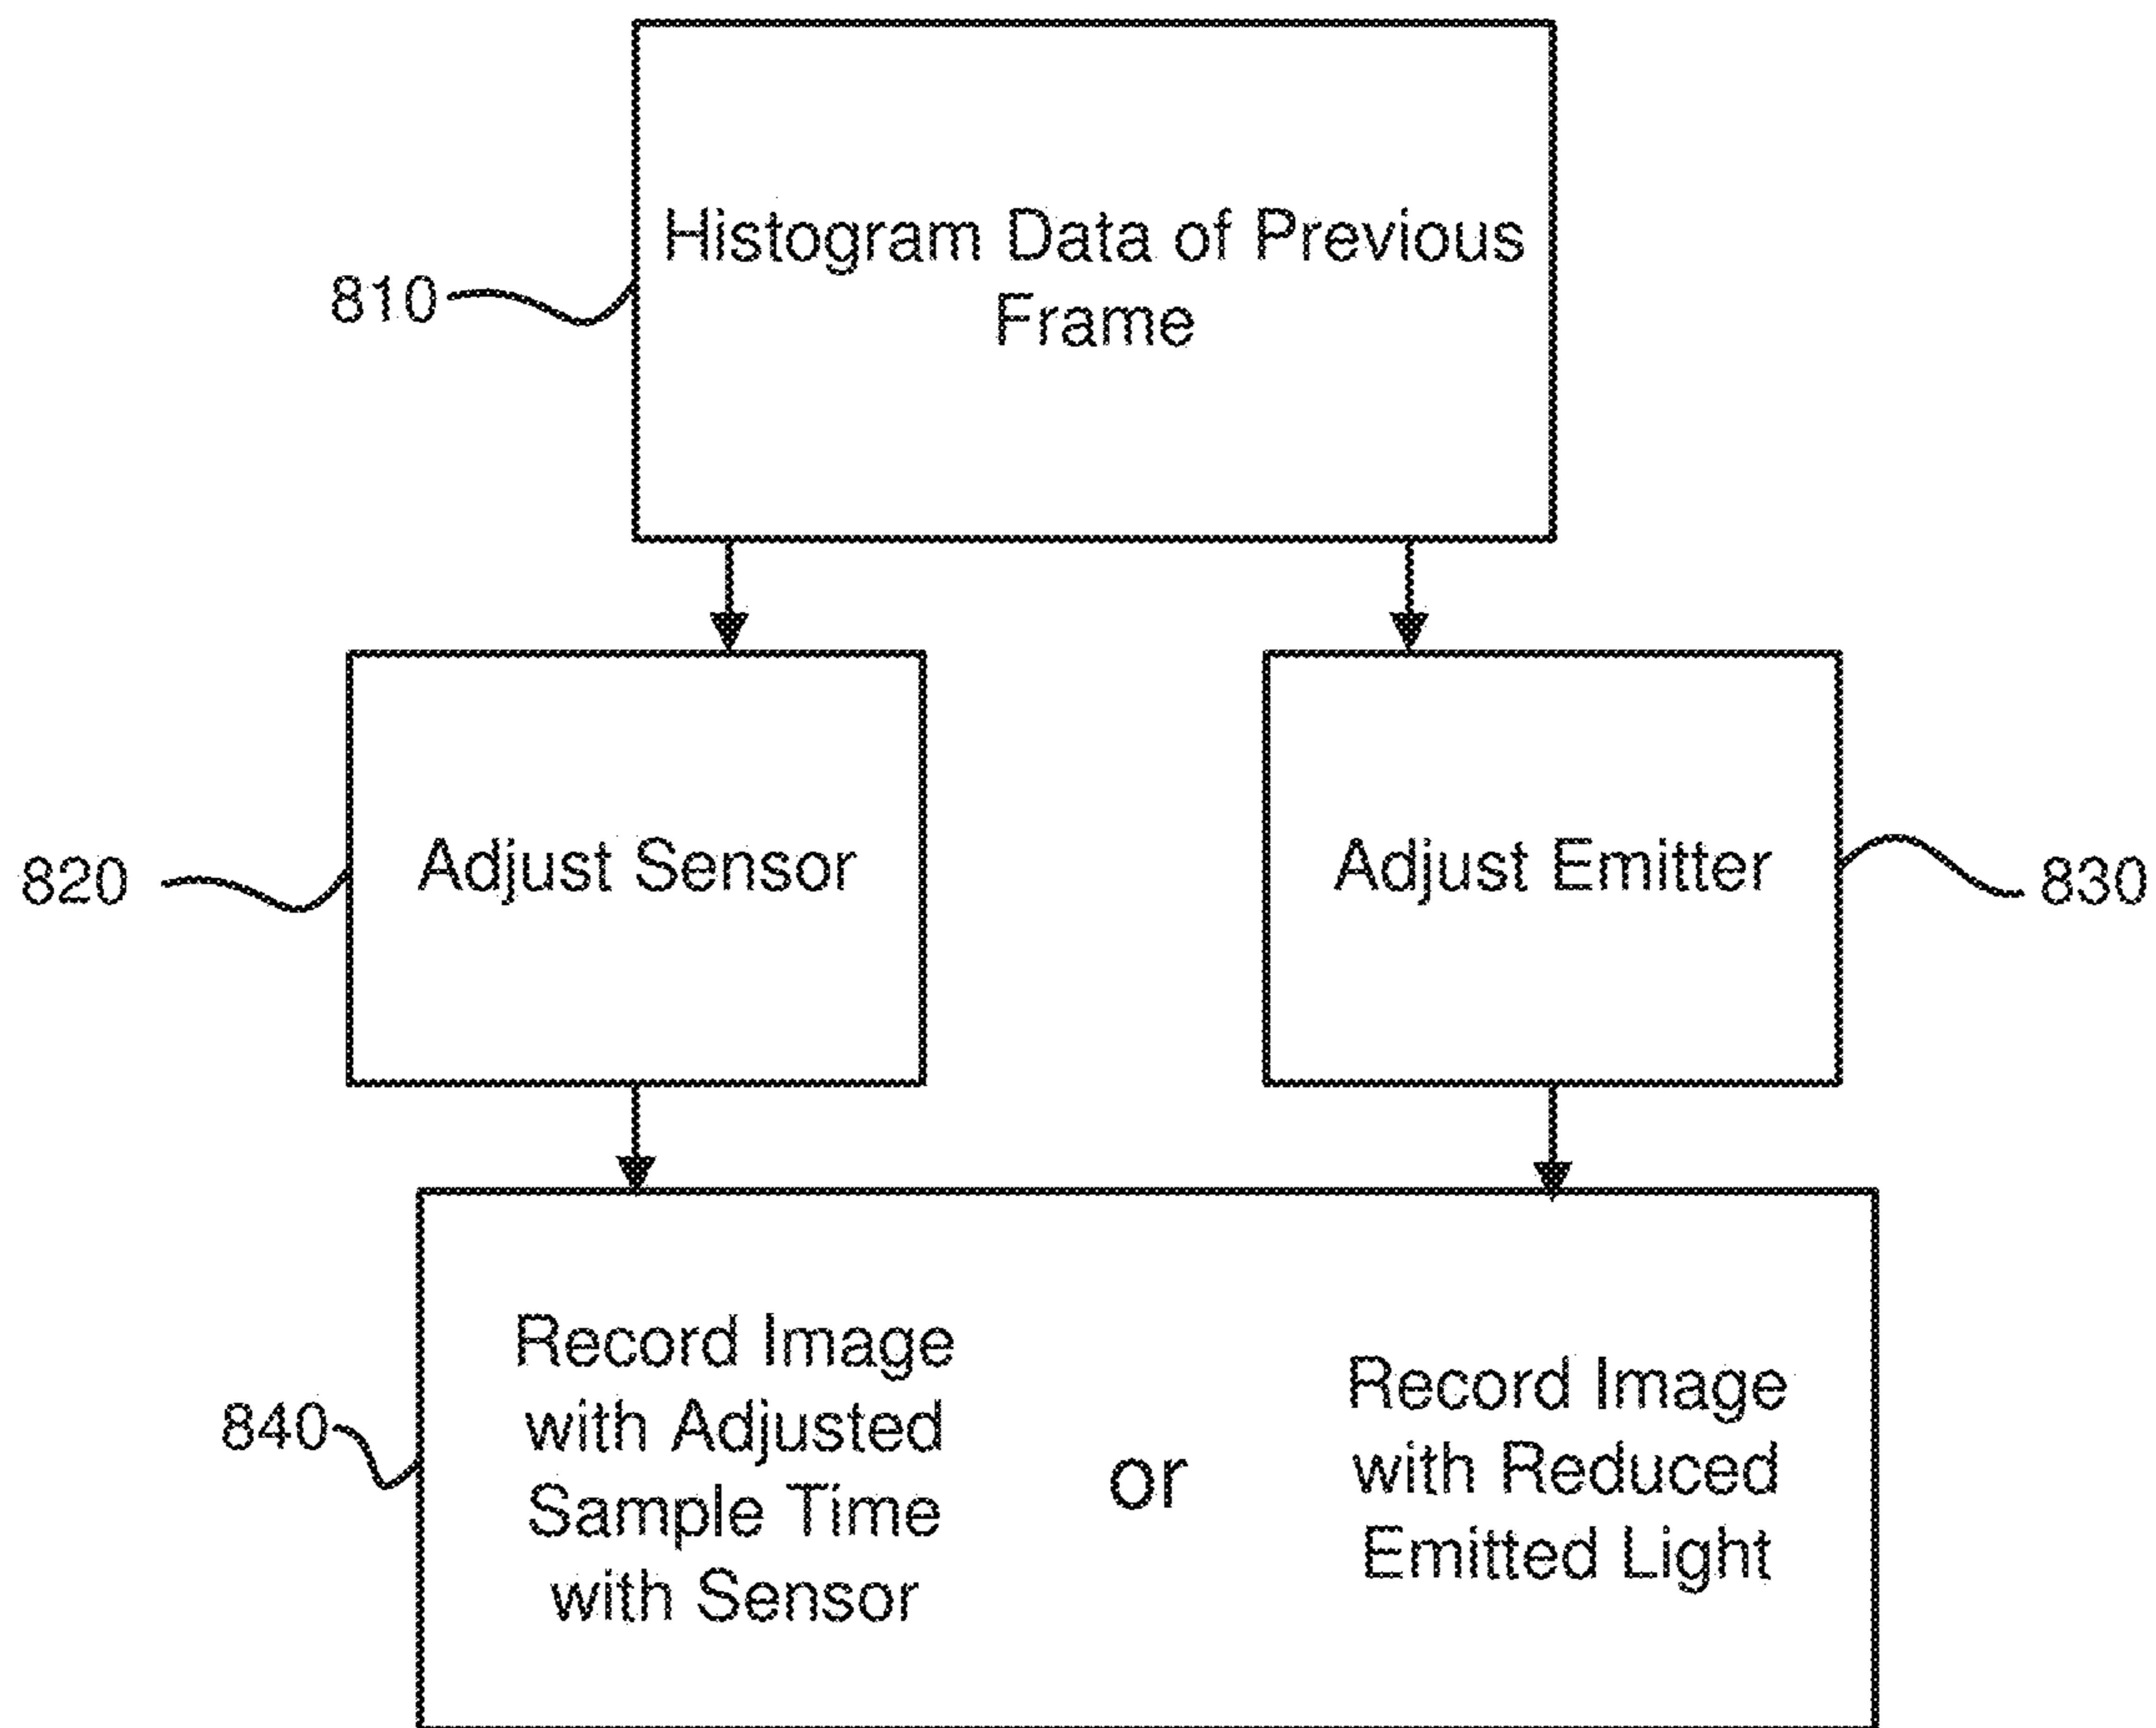 Histogram Data of Previous
Frame
810
Adjust Sensor
Adjust Emitter
820
830
Record Image
with Adjusted
Sample Time
with Sensor
or
Record Image
with Reduced
Emitted Light
840